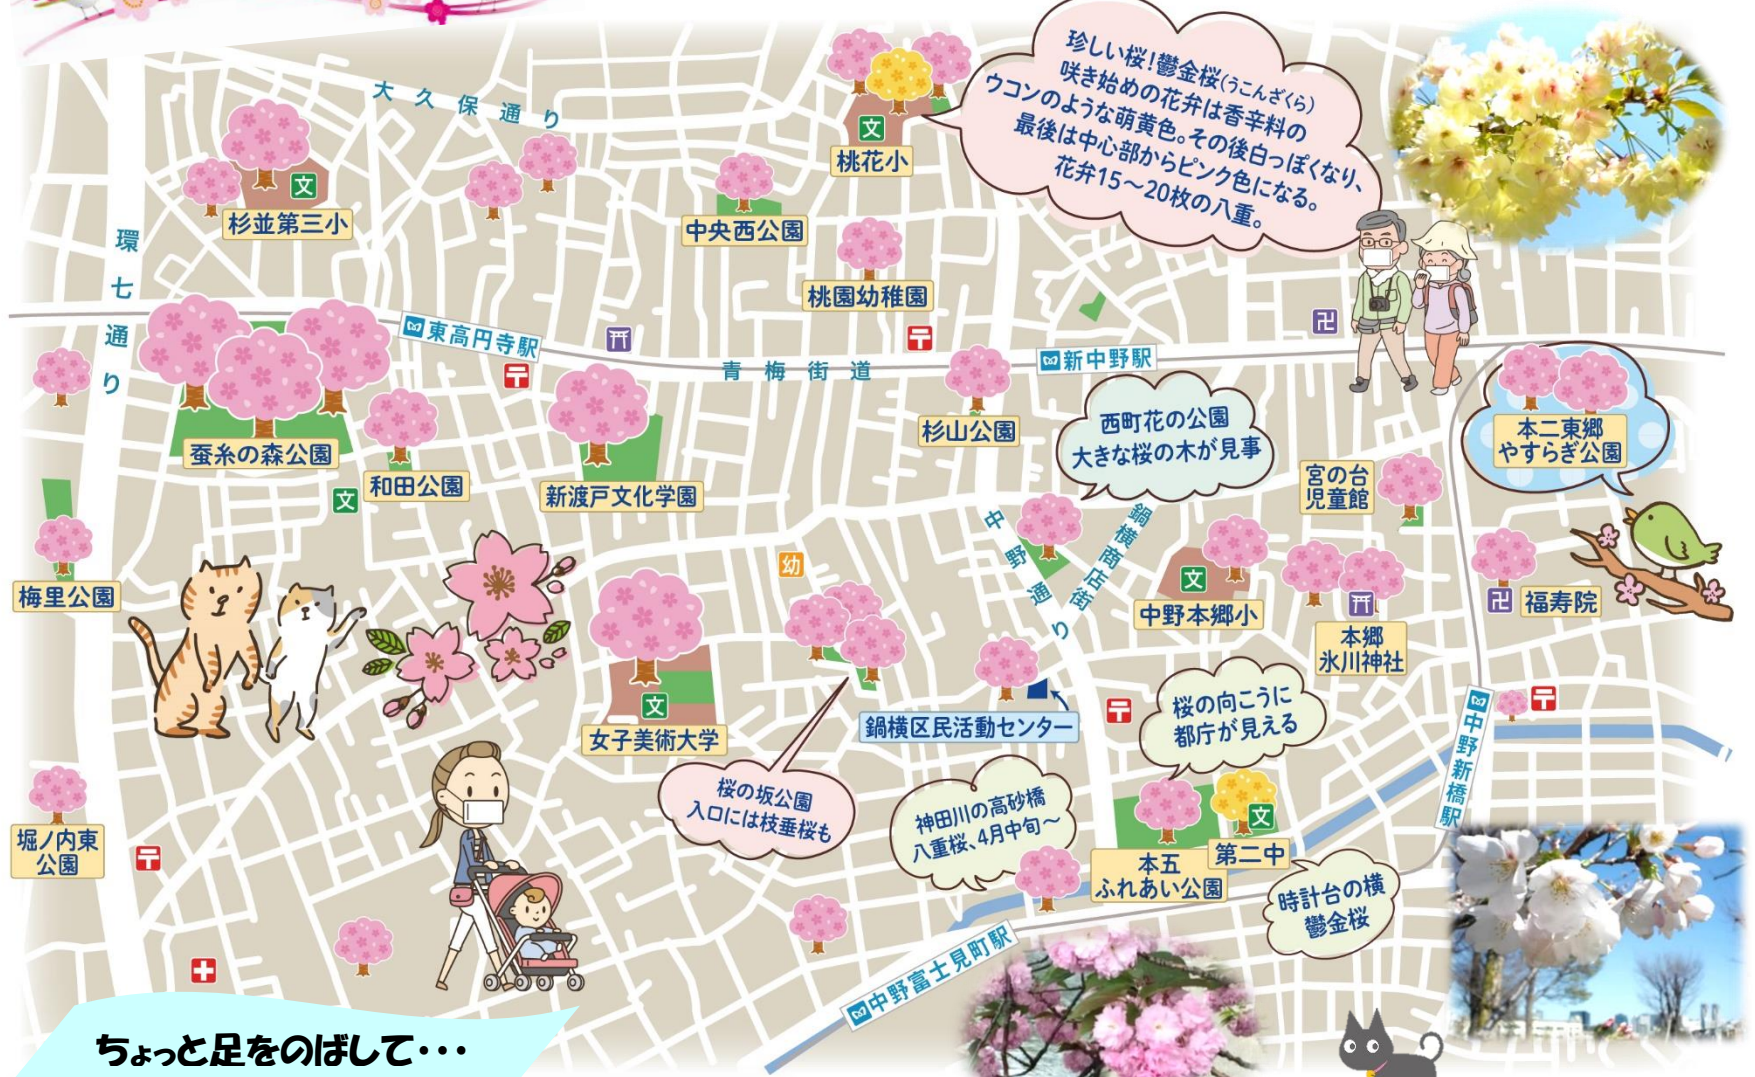 大久保通り
珍しい桜!鬱金桜(うこんざくら)
咲き始めの花弁は香辛料の
ウコンのような萌黄色。その後白っぽくなり、
最後は中心部からピンク色になる。
花弁15～20枚の八重。
文
桃花小
文
杉並第三小
中央西公園
桃園幼稚園
環七通り
東高円寺駅
青梅街道
新中野駅
卍
蚕糸の森公園
和田公園
文
新渡戸文化学園
杉山公園
西町花の公園
大きな桜の木が見事
宮の台
児童館
本二東郷
やすらぎ公園
梅里公園
幼
中野通り
鍋横商店街
文
中野本郷小
本郷
氷川神社
卍
福寿院
文
女子美術大学
鍋横区民活動センター
桜の向こうに
都庁が見える
中野新橋駅
桜の坂公園
入口には枝垂桜も
神田川の高砂橋
八重桜、4月中旬～
堀ノ内東
公園
本五
ふれあい公園
文
第二中
時計台の横
鬱金桜
中野富士見町駅
ちょっと足をのばして・・・